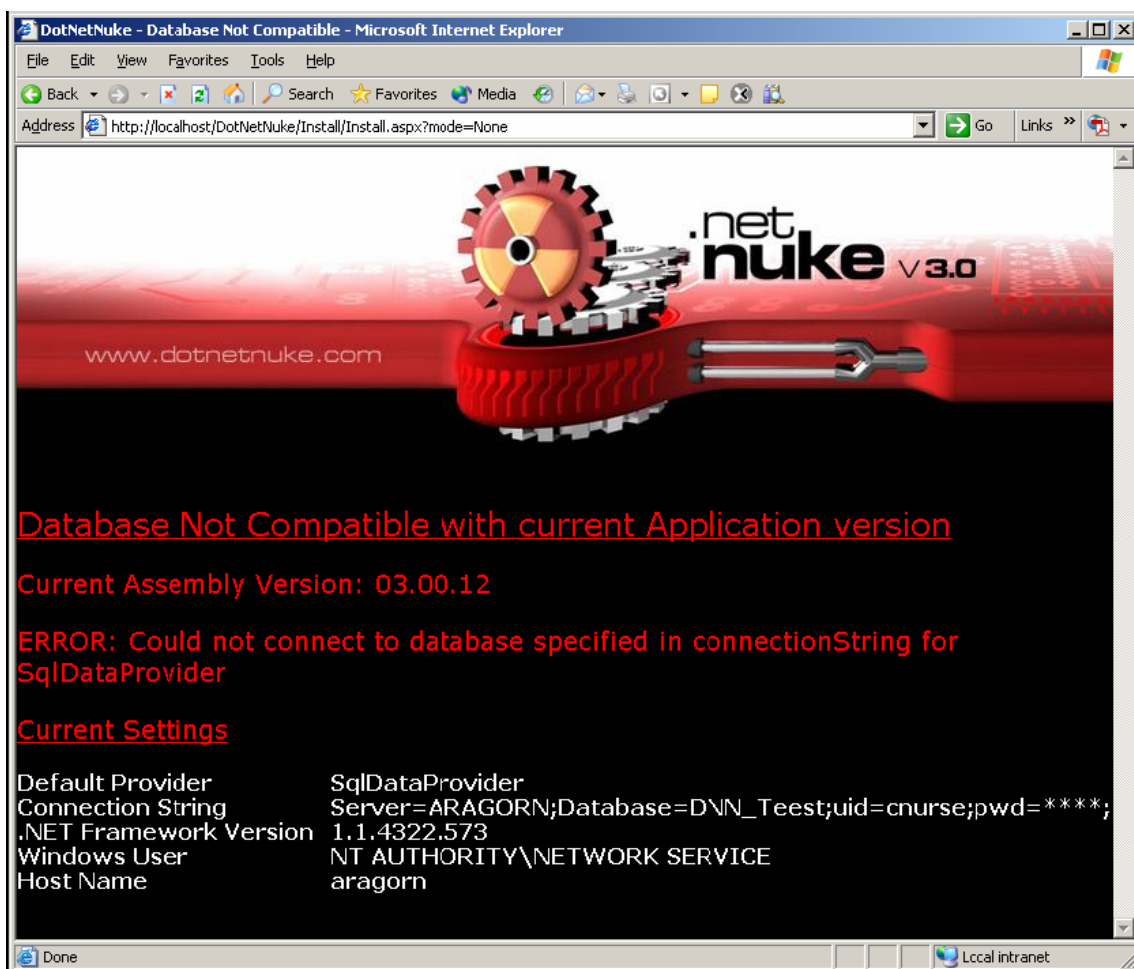 DotNetNuke - Database Not Compatible - Microsoft Internet Explorer
File Edit View Favorites Tools Help
Back Search Favorites Media
Address http://localhost/DotNetNuke/Install/Install.aspx?mode=None Go Links »
.net
nuke v 3.0
www.dotnetnuke.com
Database Not Compatible with current Application version
Current Assembly Version: 03.00.12
ERROR: Could not connect to database specified in connectionString for
SqlDataProvider
Current Settings
Default Provider SqlDataProvider
Connection String Server=ARAGORN;Database=DNN_Teest;uid=cnurse;pwd=****;
.NET Framework Version 1.1.4322.573
Windows User NT AUTHORITY\NETWORK SERVICE
Host Name aragorn
Done Local intranet